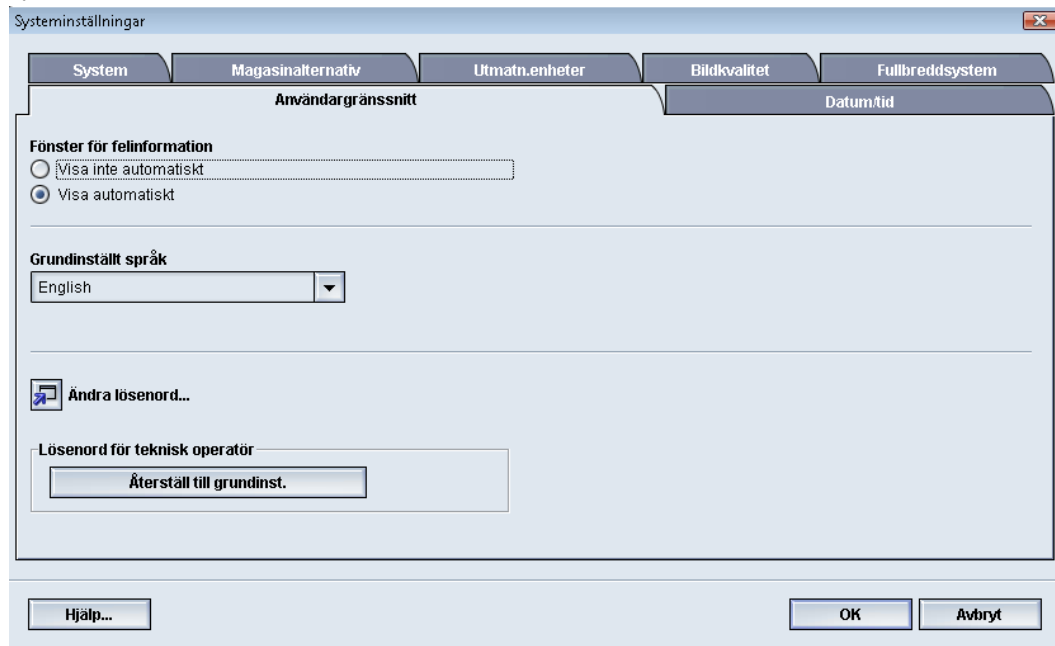 Systeminställningar
System Magasinalternativ Utmatn.enheter Bildkvalitet Fullbreddsystem
Användargränssnitt Datum/tid
Fönster för felinformation
Visa inte automatiskt
Visa automatiskt
Grundinställt språk
English
Ändra lösenord...
Lösenord för teknisk operatör
Återställ till grundinst.
Hjälp... OK Avbryt